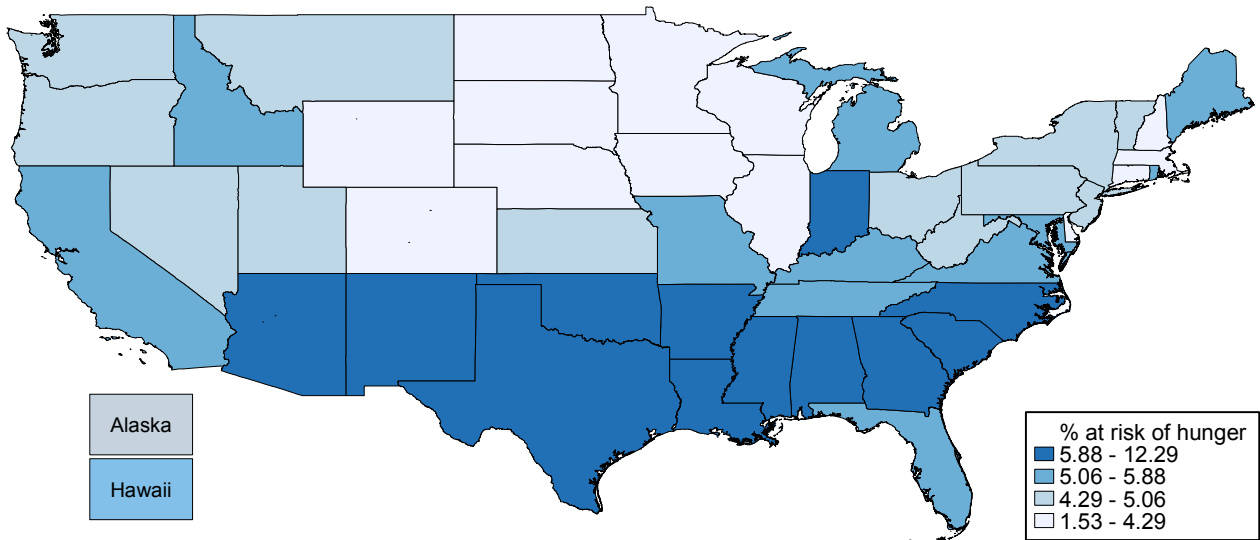 Alaska
Hawaii
% at risk of hunger
5.88 - 12.29
5.06 - 5.88
4.29 - 5.06
1.53 - 4.29